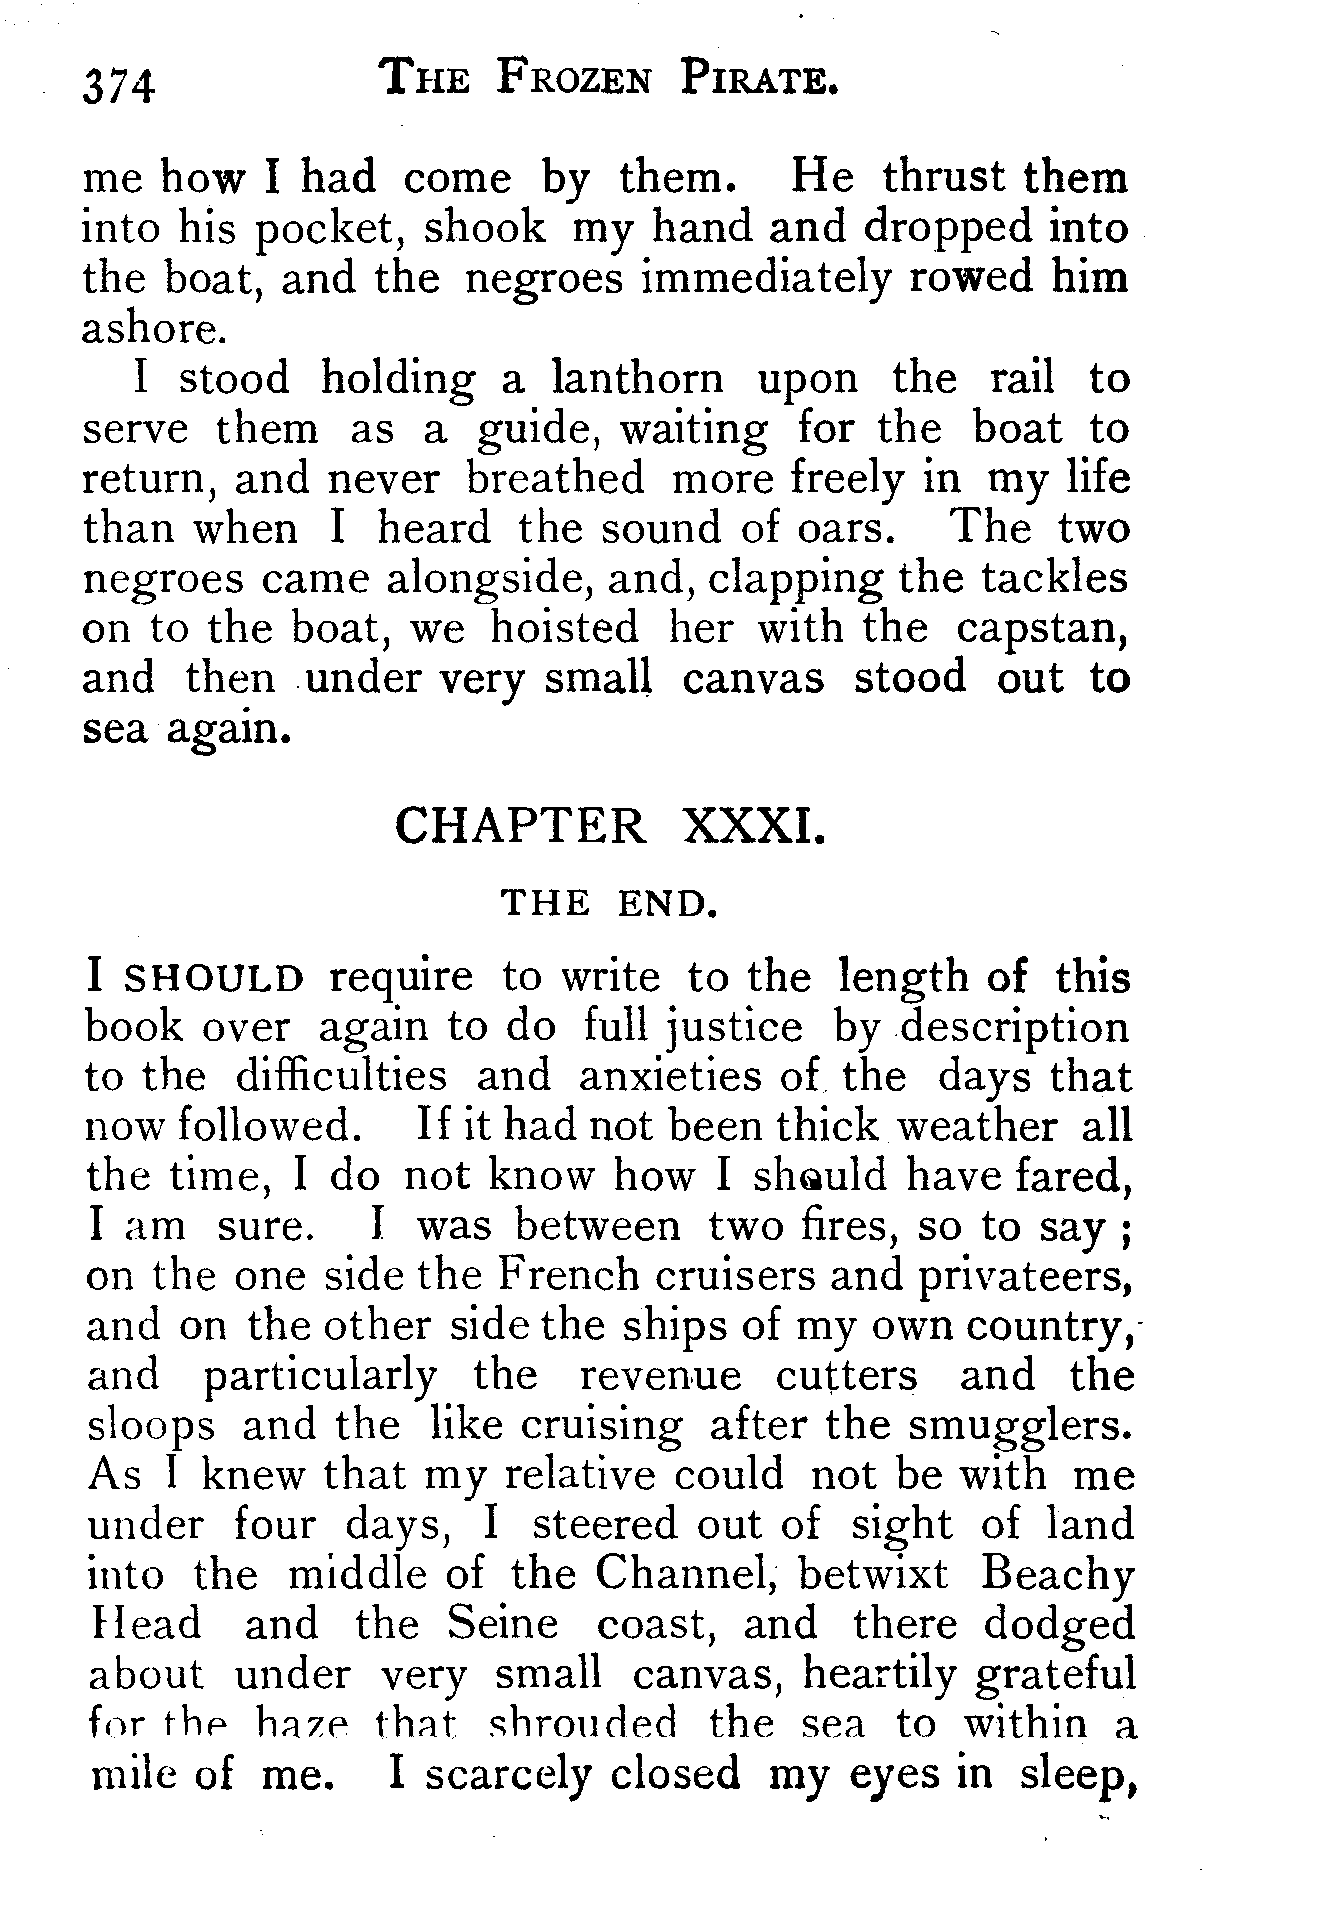 374 THE FROZEN PIRATE.
me how I had come by them. He thrust them
into his pocket, shook my hand and dropped into
the boat, and the negroes immediately rowed him
ashore.
I stood holding a lanthorn upon the rail to
serve them as a guide, waiting for the boat to
return, and never breathed more freely in my life
than when I heard the sound of oars. The two
negroes came alongside, and, clapping the tackles
on to the boat, we hoisted her with the capstan,
and then under very small canvas stood out to
sea again.
CHAPTER XXXI.
THE END.
I SHOULD require to write to the length of this
book over again to do full justice by description
to the difficulties and anxieties of the days that
now followed. If it had not been thick weather all
the time, I do not know how I should have fared,
I am sure. I was between two fires, so to say ;
on the one side the French cruisers and privateers,
and on the other side the ships of my own country,
and particularly the revenue cutters and the
sloops and the like cruising after the smugglers.
As I knew that my relative could not be with me
under four days, I steered out of sight of land
into the middle of the Channel, betwixt Beachy
Head and the Seine coast, and there dodged
about under very small canvas, heartily grateful
for the haze that shrouded the sea to within a
mile of me. I scarcely closed my eyes in sleep,